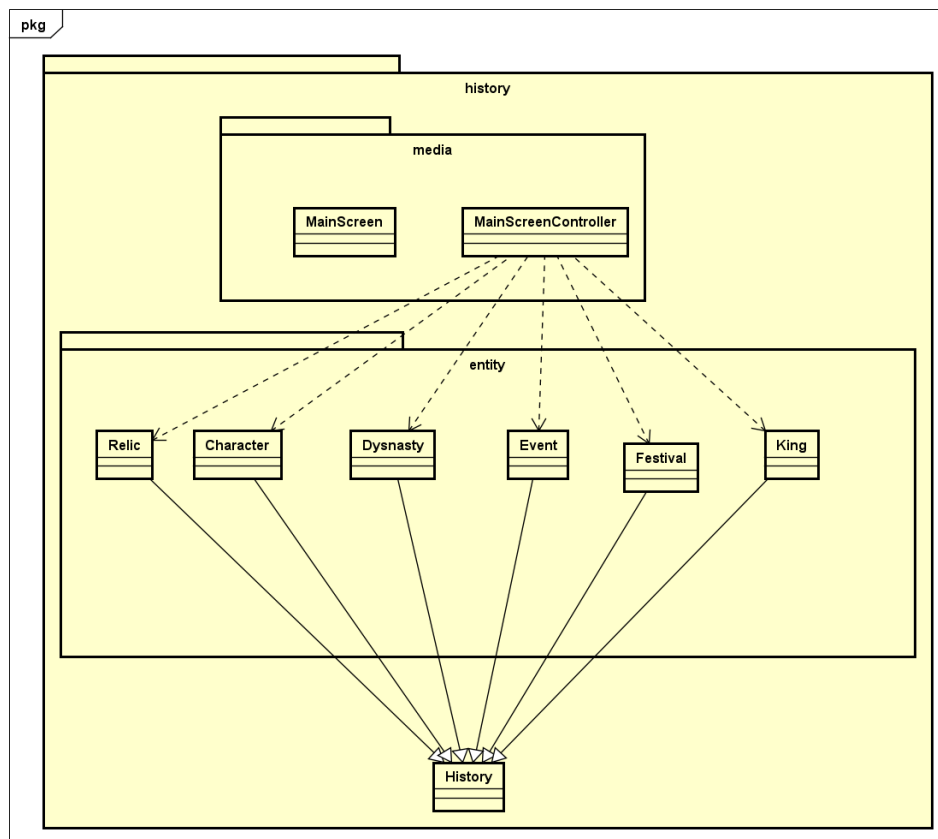 pkg
history
media
MainScreen
MainScreenController
entity
Relic
Character
Dysnasty
Event
Festival
King
History